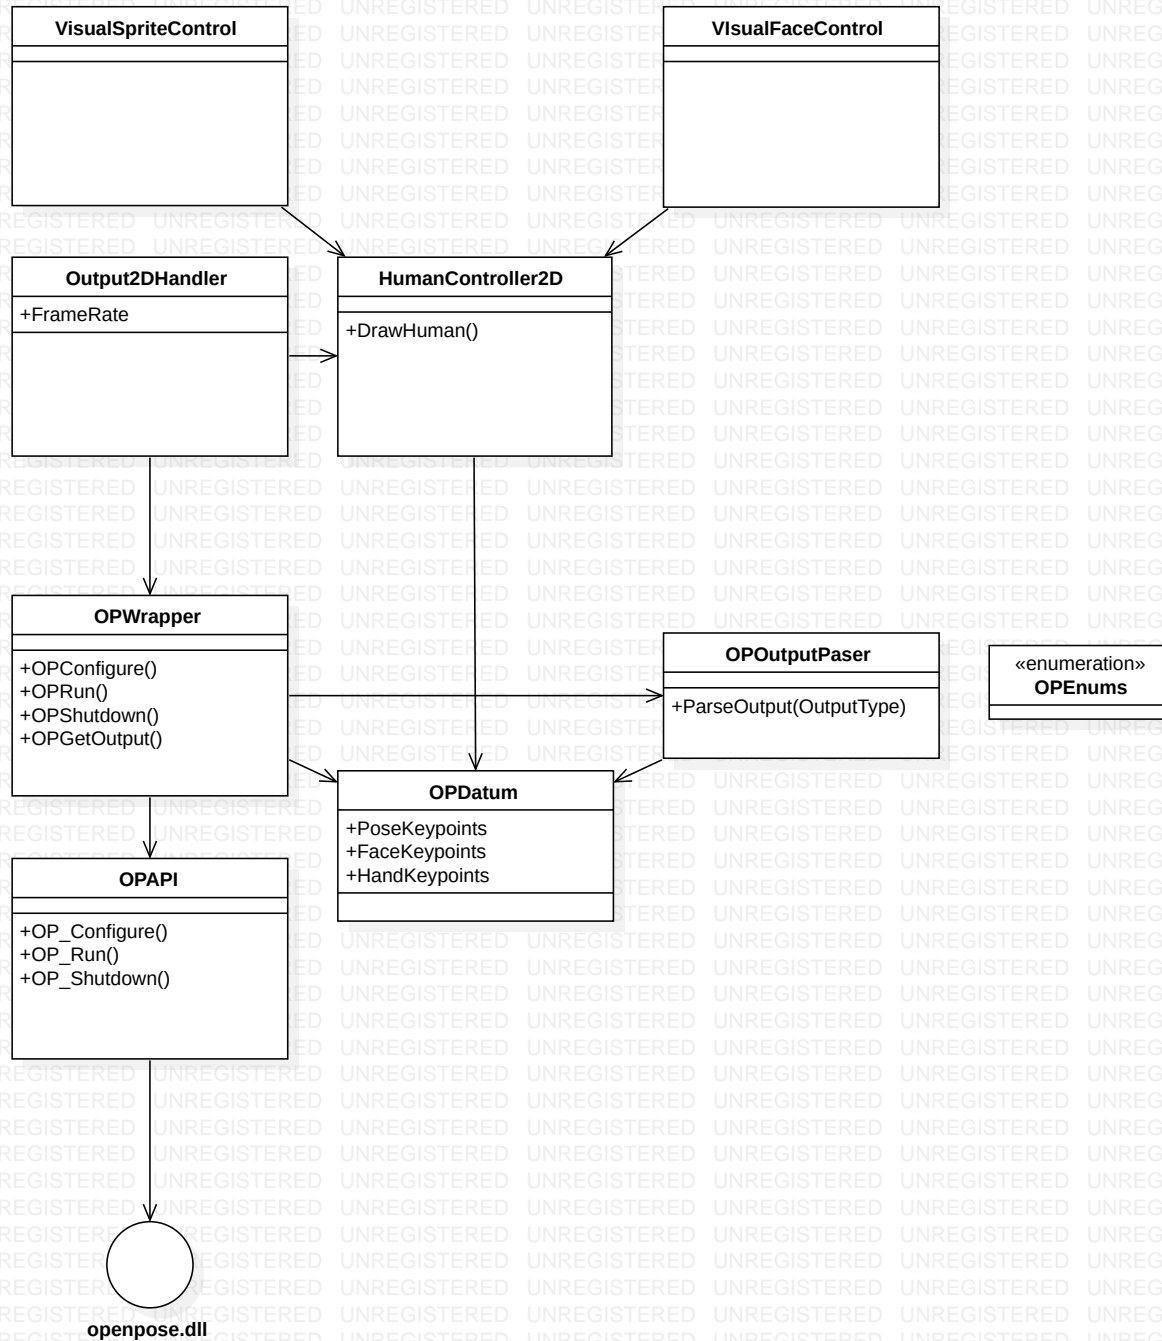 VisualSpriteControl
VIsualFaceControl
Output2DHandler
+FrameRate
HumanController2D
+DrawHuman()
OPWrapper
+OPConfigure()
+OPRun()
+OPShutdown()
+OPGetOutput()
OPOutputPaser
+ParseOutput(OutputType)
«enumeration»
OPEnums
OPDatum
+PoseKeypoints
+FaceKeypoints
+HandKeypoints
OPAPI
+OP_Configure()
+OP_Run()
+OP_Shutdown()
openpose.dll
UNREGISTERED